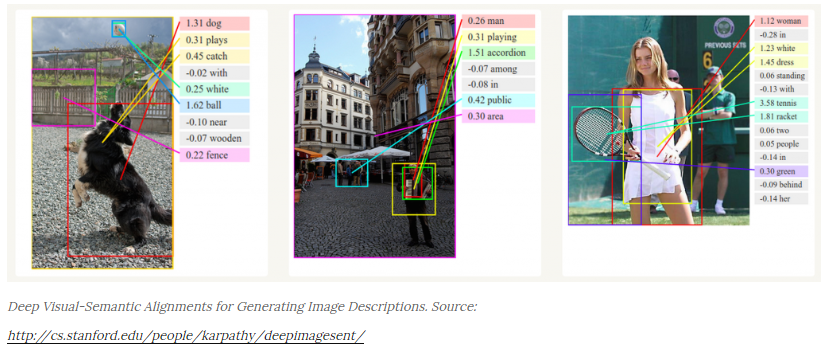 1.31 dog
0.31 plays
0.45 catch
-0.02 with
0.25 white
1.62 ball
-0.10 near
-0.07 wooden
0.22 fence
0.26 man
0.31 playing
1.51 accordion
-0.07 among
-0.08 in
0.42 public
0.30 area
1.12 woman
-0.28 in
1.23 white
1.45 dress
0.06 standing
-0.13 with
3.58 tennis
1.81 racket
0.06 two
0.05 people
-0.14 in
0.30 green
-0.09 behind
-0.14 her
PREVIOUS
6
Deep Visual-Semantic Alignments for Generating Image Descriptions. Source:
http://cs.stanford.edu/people/karpathy/deepimagesent/